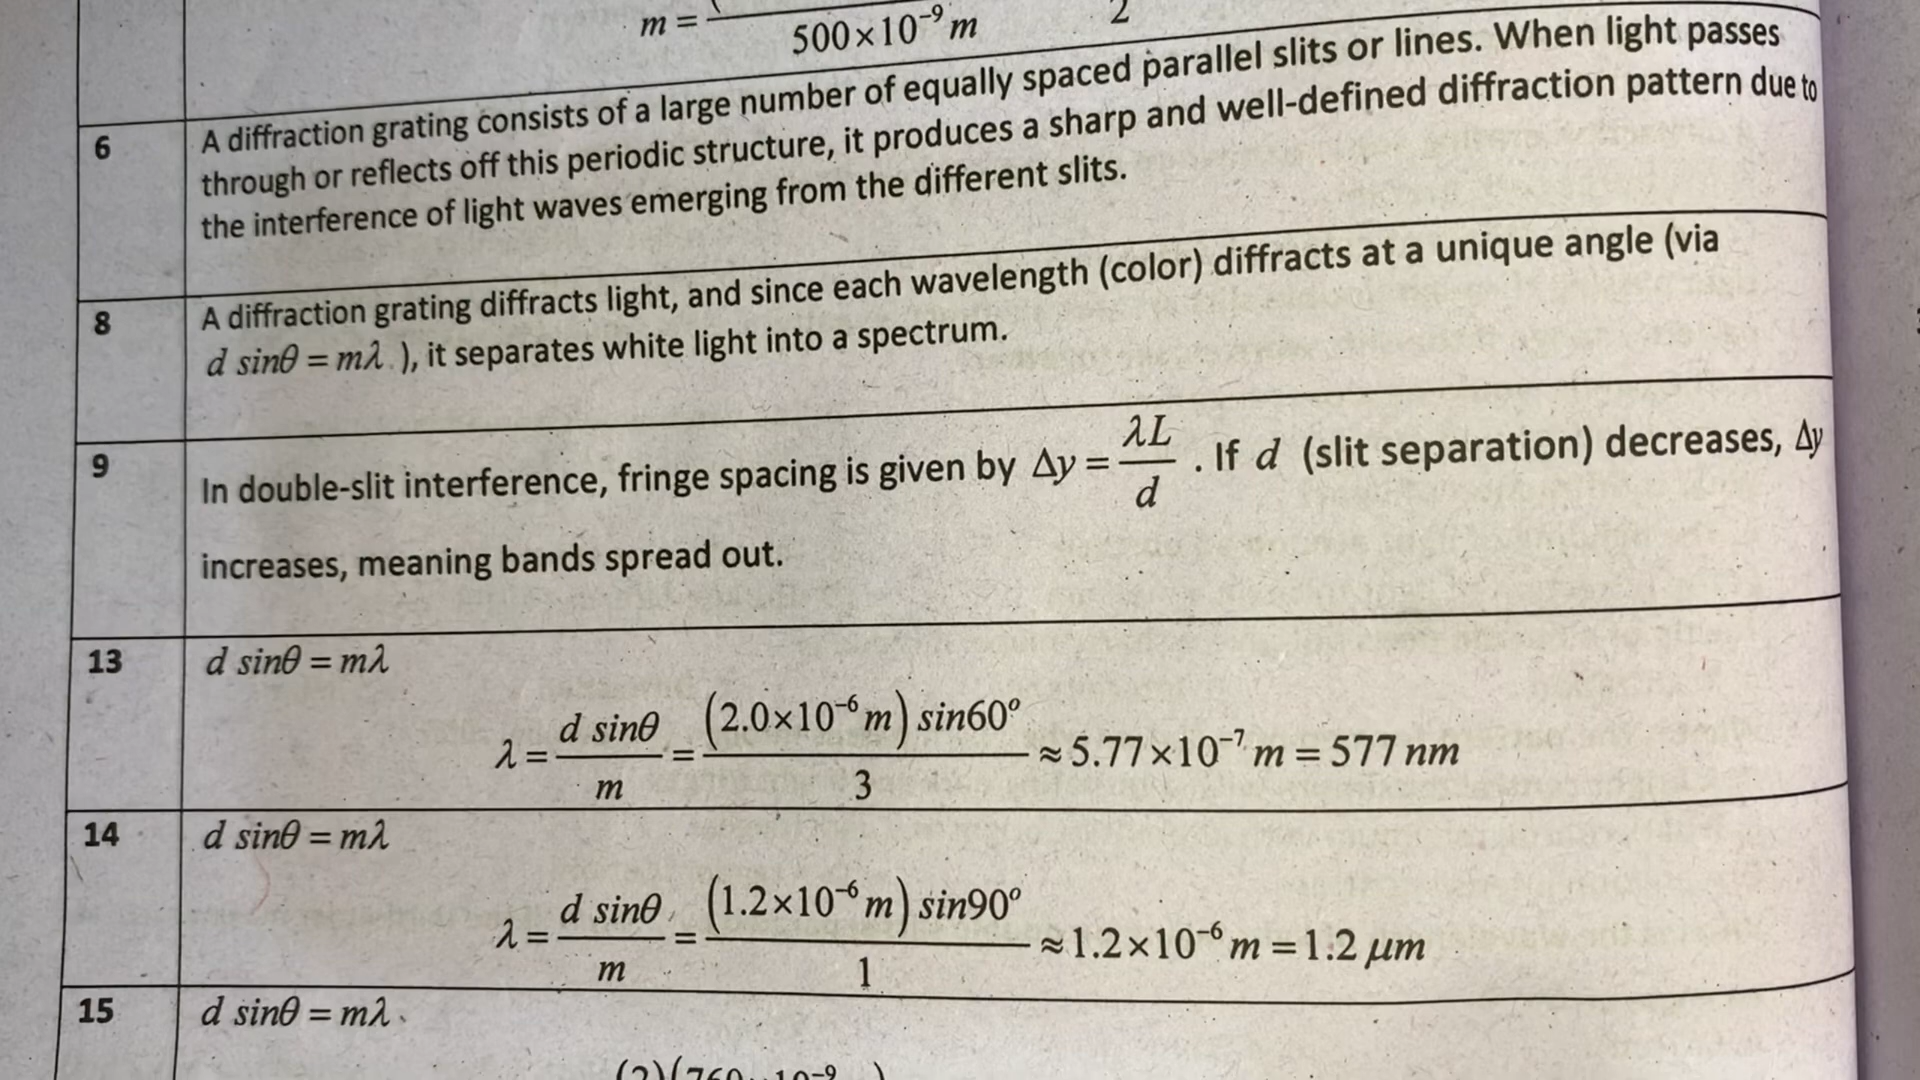 m = 
500×10⁻⁹ m
2
6
A diffraction grating consists of a large number of equally spaced parallel slits or lines. When light passes
through or reflects off this periodic structure, it produces a sharp and well-defined diffraction pattern due to
the interference of light waves emerging from the different slits.
8
A diffraction grating diffracts light, and since each wavelength (color) diffracts at a unique angle (via
d sinθ = mλ ), it separates white light into a spectrum.
9
In double-slit interference, fringe spacing is given by Δy = λL/d . If d (slit separation) decreases, Δy
increases, meaning bands spread out.
13
d sinθ = mλ
λ = d sinθ/m = (2.0×10⁻⁶ m) sin60°/3 ≈ 5.77×10⁻⁷ m = 577 nm
14
d sinθ = mλ
λ = d sinθ/m = (1.2×10⁻⁶ m) sin90°/1 ≈ 1.2×10⁻⁶ m = 1.2 μm
15
d sinθ = mλ